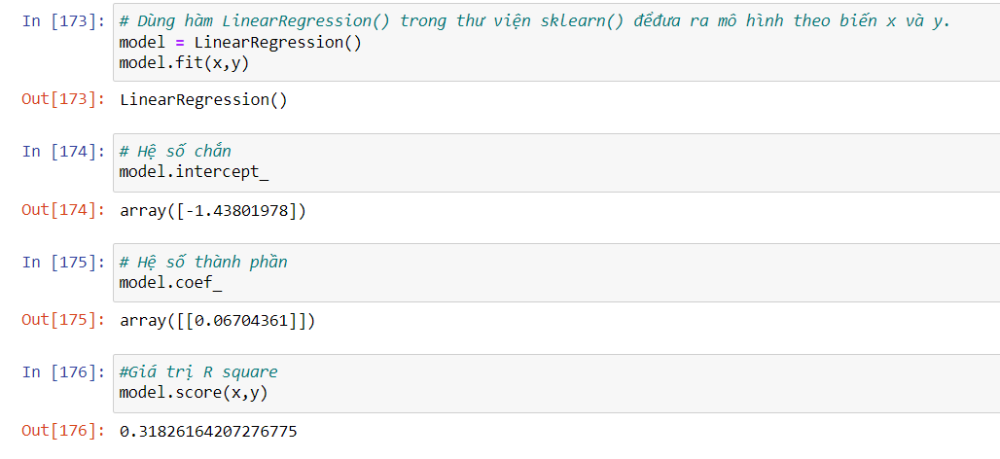 In [173]: # Dùng hàm LinearRegression() trong thư viện sklearn() đểđưa ra mô hình theo biến x và y.
model = LinearRegression()
model.fit(x,y)
Out[173]: LinearRegression()
In [174]: # Hệ số chắn
model.intercept_
Out[174]: array([-1.43801978])
In [175]: # Hệ số thành phần
model.coef_
Out[175]: array([[0.06704361]])
In [176]: #Giá trị R square
model.score(x,y)
Out[176]: 0.31826164207276775